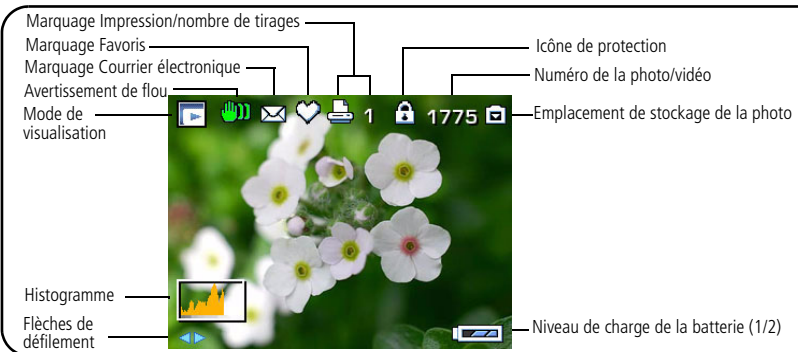 Marquage Impression/nombre de tirages
Marquage Favoris
Marquage Courrier électronique
Avertissement de flou
Mode de
visualisation
Icône de protection
Numéro de la photo/vidéo
Emplacement de stockage de la photo
1
1775
Histogramme
Flèches de
défilement
Niveau de charge de la batterie (1/2)